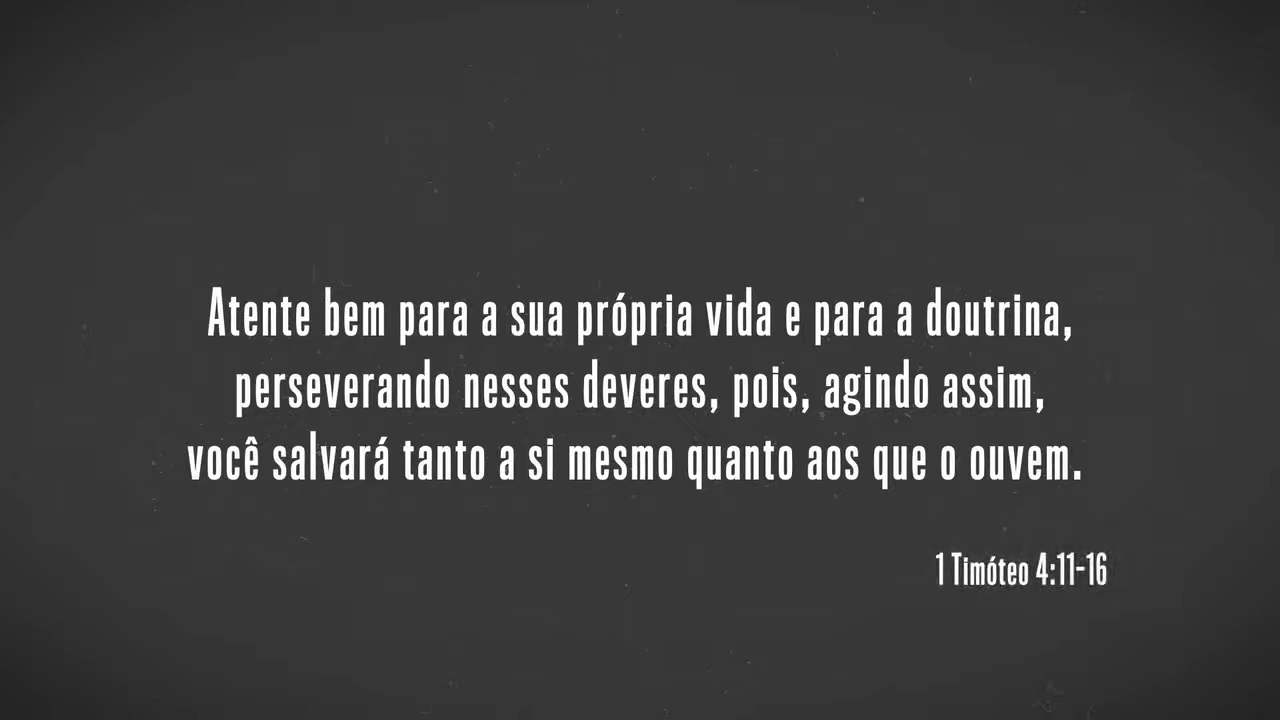 Atente bem para a sua própria vida e para a doutrina,
perseverando nesses deveres, pois, agindo assim,
você salvará tanto a si mesmo quanto aos que o ouvem.
1 Timóteo 4:11-16